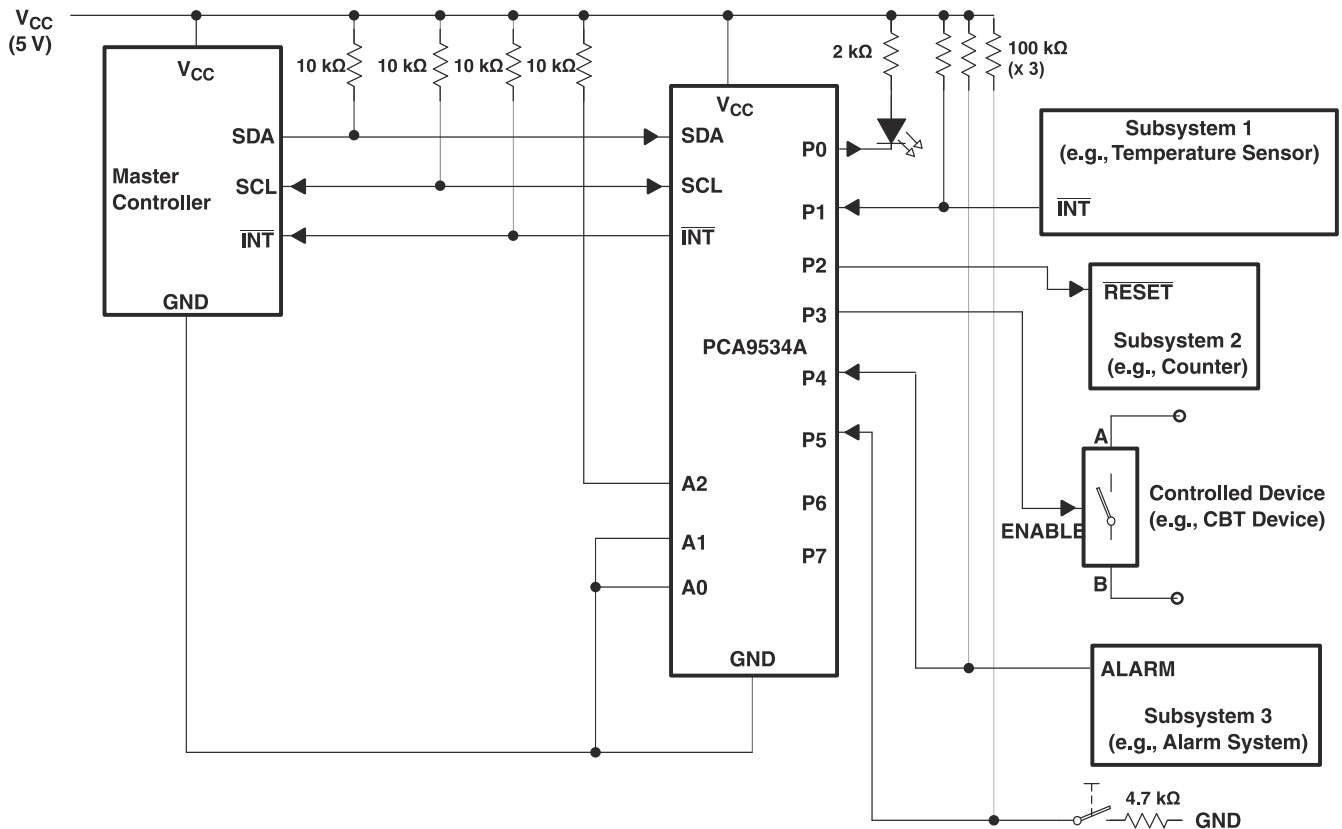 VCC
(5 V)
VCC
SDA
SCL
INT
Master
Controller
GND
10 kΩ
10 kΩ
10 kΩ
10 kΩ
VCC
SDA
SCL
INT
PCA9534A
A2
A1
A0
GND
P0
P1
P2
P3
P4
P5
P6
P7
2 kΩ
100 kΩ
(x 3)
Subsystem 1
(e.g., Temperature Sensor)
INT
RESET
Subsystem 2
(e.g., Counter)
A
ENABLE
B
Controlled Device
(e.g., CBT Device)
ALARM
Subsystem 3
(e.g., Alarm System)
4.7 kΩ
GND